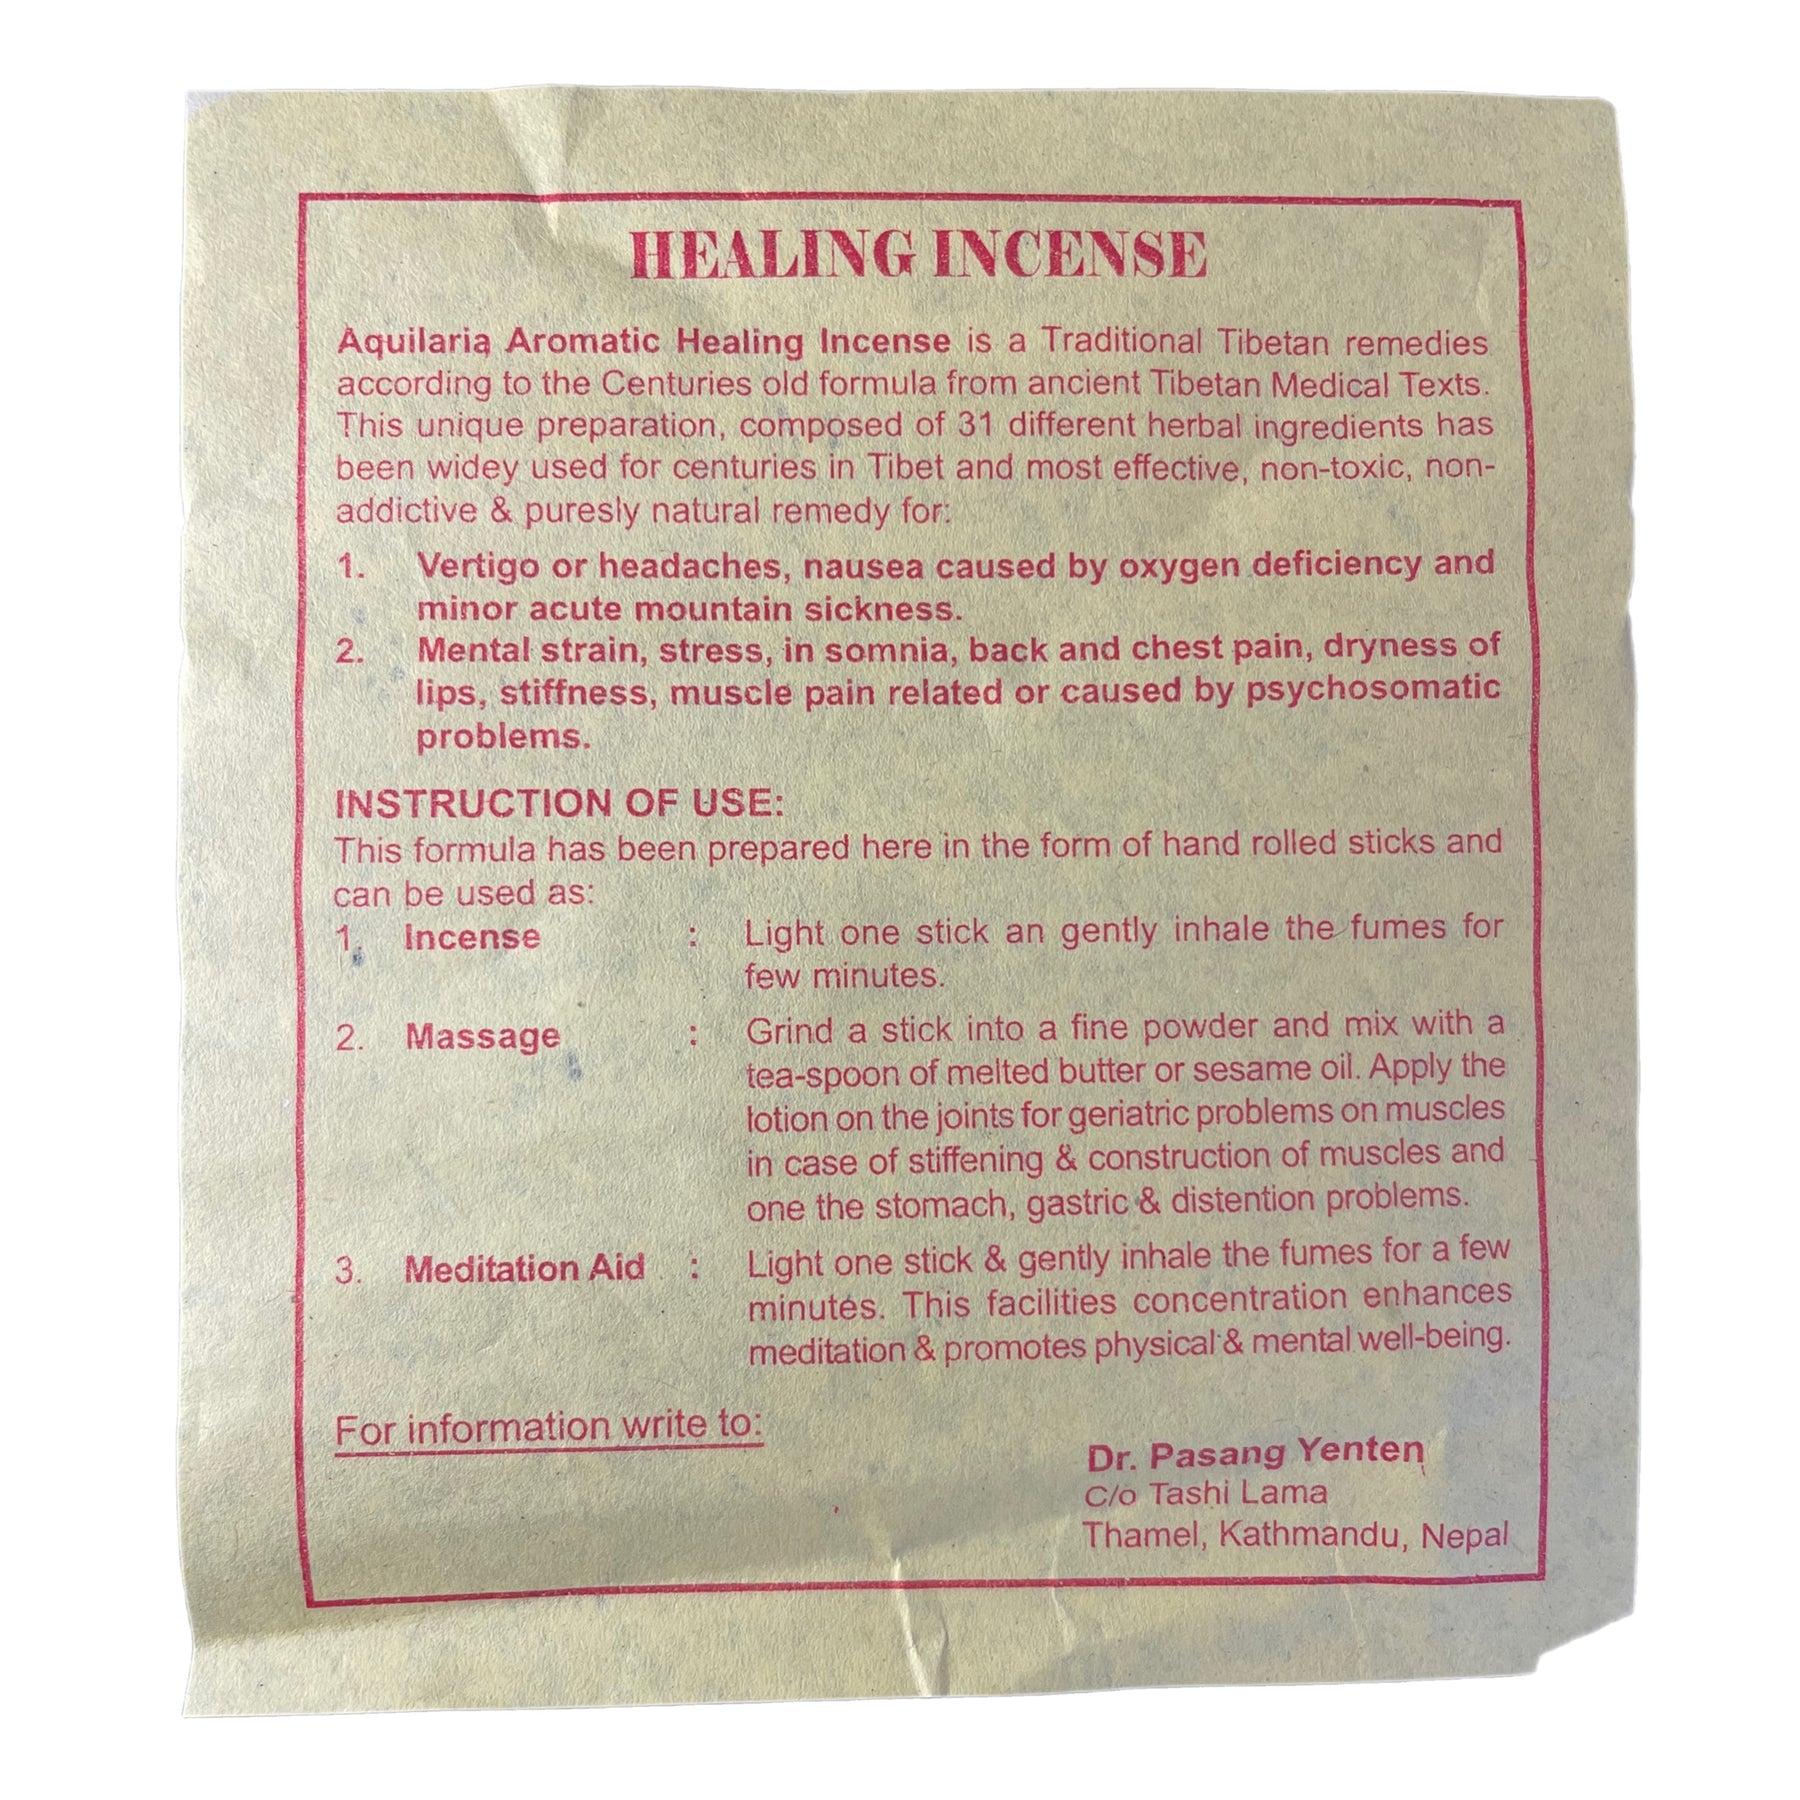 HEALING INCENSE
Aquilaria Aromatic Healing Incense is a Traditional Tibetan remedies
according to the Centuries old formula from ancient Tibetan Medical Texts.
This unique preparation, composed of 31 different herbal ingredients has
been widey used for centuries in Tibet and most effective, non-toxic, non-
addictive & puresly natural remedy for:
1. Vertigo or headaches, nausea caused by oxygen deficiency and
minor acute mountain sickness.
2. Mental strain, stress, in somnia, back and chest pain, dryness of
lips, stiffness, muscle pain related or caused by psychosomatic
problems.
INSTRUCTION OF USE:
This formula has been prepared here in the form of hand rolled sticks and
can be used as:
1. Incense : Light one stick an gently inhale the fumes for
few minutes.
2. Massage : Grind a stick into a fine powder and mix with a
tea-spoon of melted butter or sesame oil. Apply the
lotion on the joints for geriatric problems on muscles
in case of stiffening & construction of muscles and
one the stomach, gastric & distention problems.
3. Meditation Aid : Light one stick & gently inhale the fumes for a few
minutes. This facilities concentration enhances
meditation & promotes physical & mental well-being.
For information write to:
Dr. Pasang Yenten
C/o Tashi Lama
Thamel, Kathmandu, Nepal